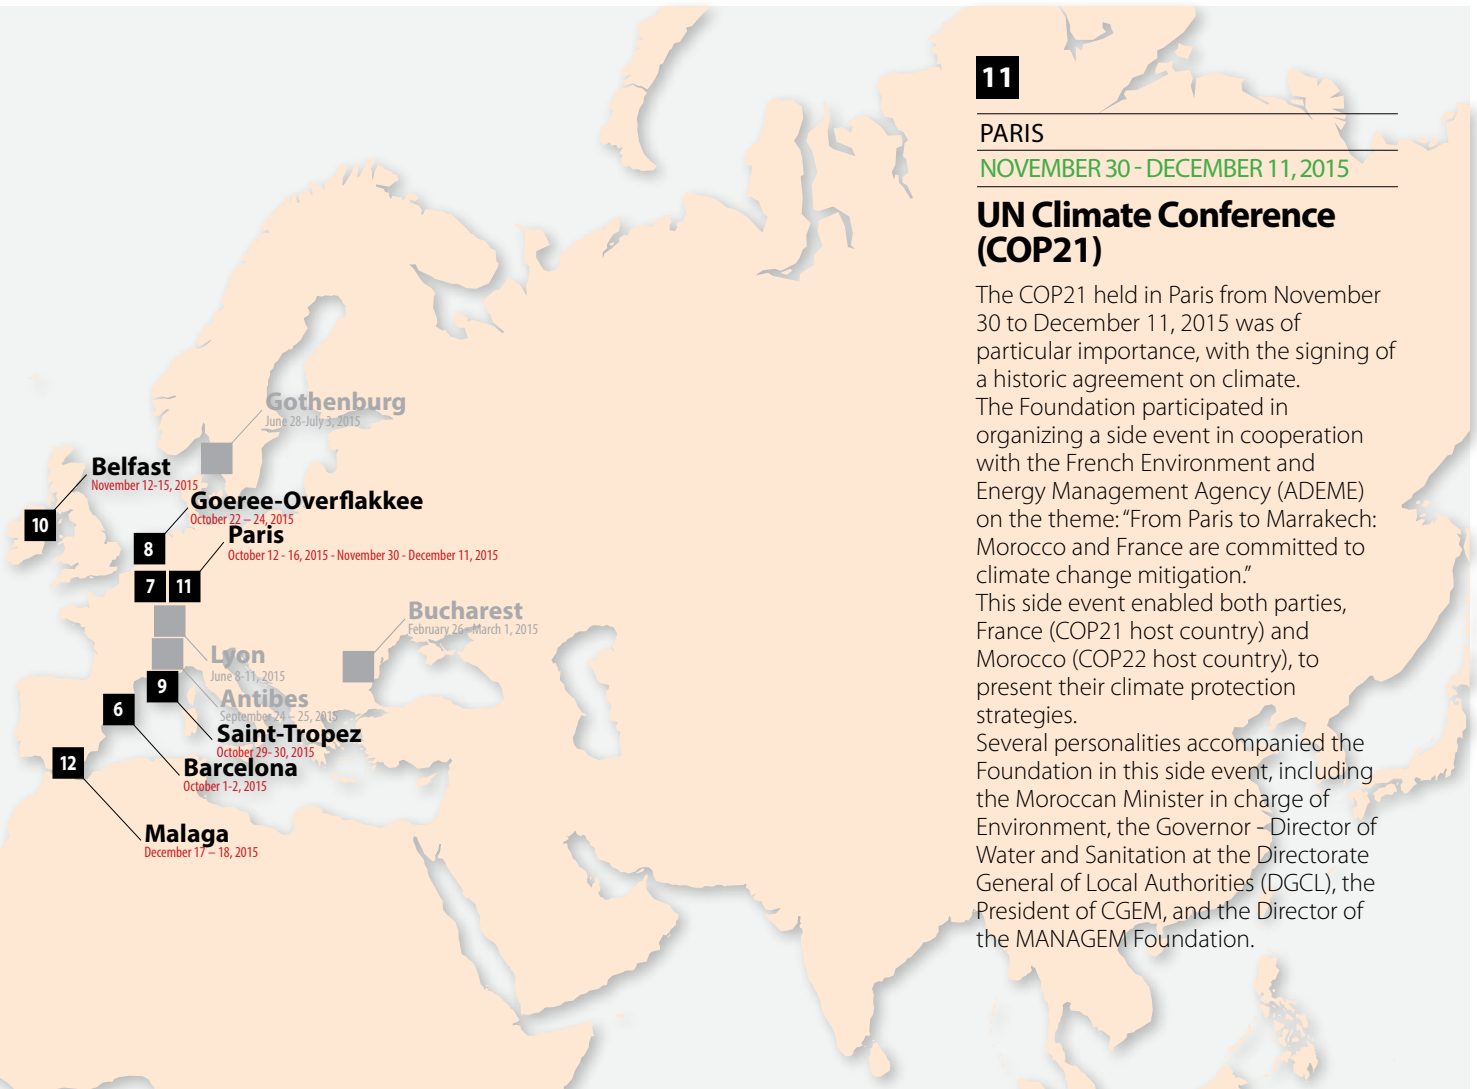 Gothenburg
June 28-July 3, 2015
Belfast
November 12-15, 2015
10
Goeree-Overflakkee
October 22 – 24, 2015
8
Paris
October 12 - 16, 2015 - November 30 - December 11, 2015
7
11
Bucharest
February 26 - March 1, 2015
Lyon
June 8-11, 2015
Antibes
September 24 – 25, 2015
9
Saint-Tropez
October 29- 30, 2015
6
Barcelona
October 1-2, 2015
12
Malaga
December 17 – 18, 2015
11
PARIS
NOVEMBER 30 - DECEMBER 11, 2015
UN Climate Conference
(COP21)
The COP21 held in Paris from November
30 to December 11, 2015 was of
particular importance, with the signing of
a historic agreement on climate.
The Foundation participated in
organizing a side event in cooperation
with the French Environment and
Energy Management Agency (ADEME)
on the theme: “From Paris to Marrakech:
Morocco and France are committed to
climate change mitigation.”
This side event enabled both parties,
France (COP21 host country) and
Morocco (COP22 host country), to
present their climate protection
strategies.
Several personalities accompanied the
Foundation in this side event, including
the Moroccan Minister in charge of
Environment, the Governor - Director of
Water and Sanitation at the Directorate
General of Local Authorities (DGCL), the
President of CGEM, and the Director of
the MANAGEM Foundation.